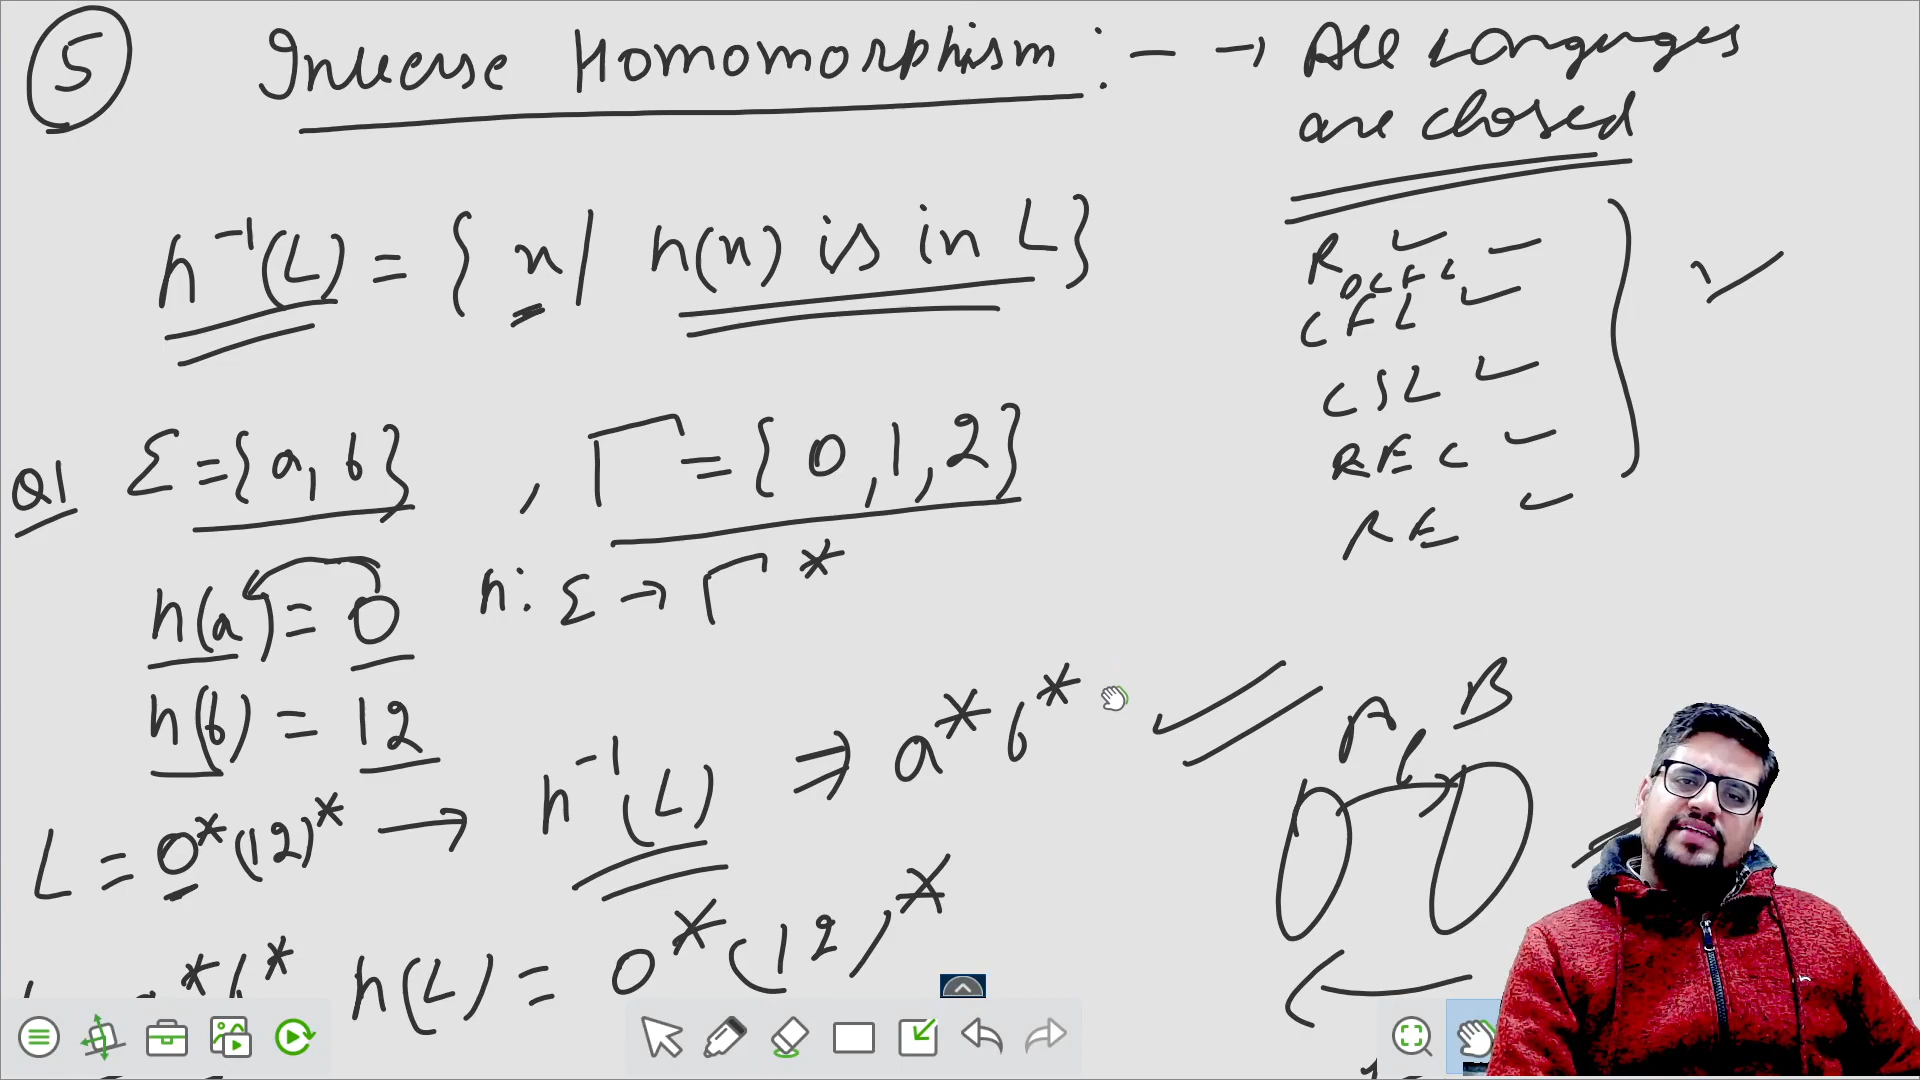 5 Inverse Homomorphism :- → All Languages
are closed
h⁻¹(L) = { x / h(x) is in L }
R ✓
DCFL –
CFL ✓
CSL ✓
REC ✓
RE ✓
Q1 Σ = {a, b} , Γ = {0, 1, 2}
h(a) = 0 h: Σ → Γ*
h(b) = 12
L = 0*(12)* → h⁻¹(L) ⇒ a*b*
A B
h(L) = 0*(12)*